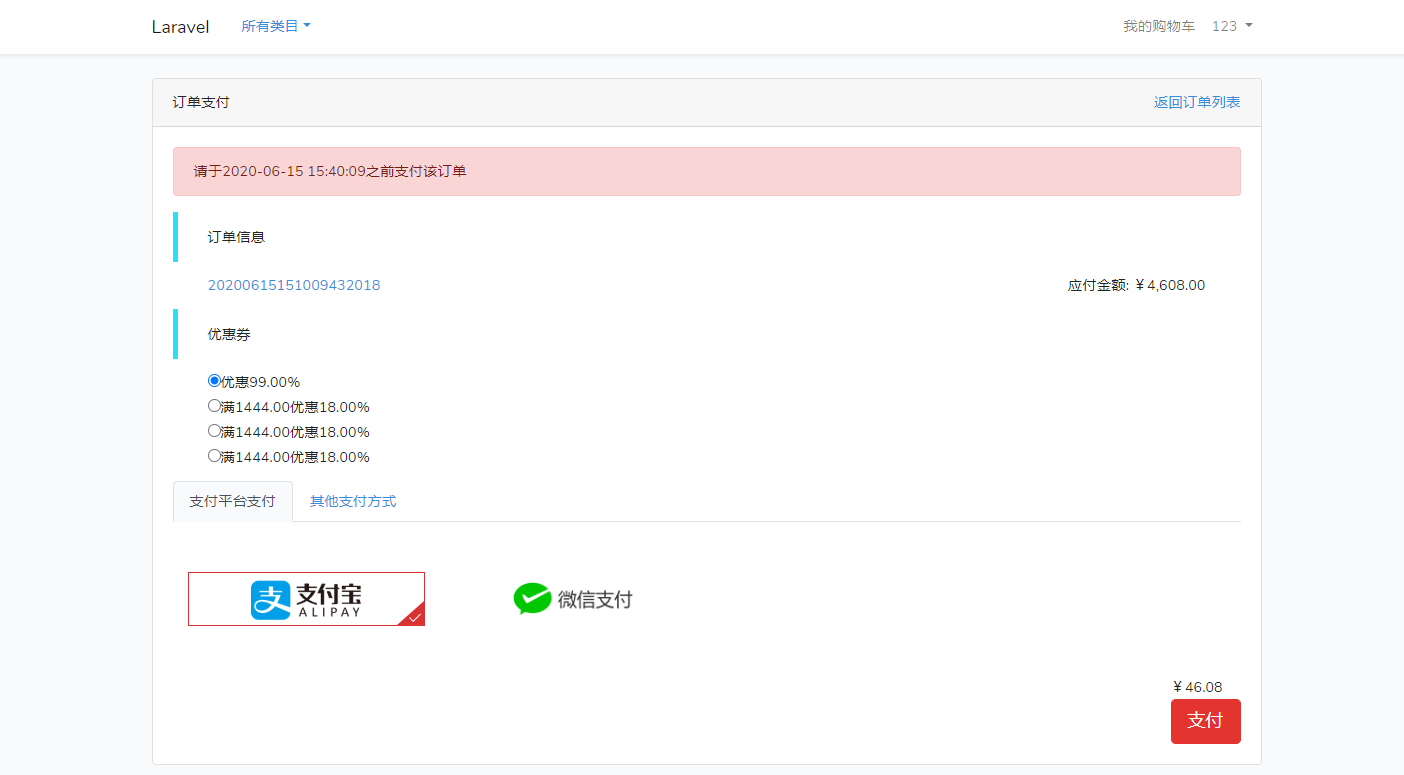 Laravel 所有类目 我的购物车 123
订单支付 返回订单列表
请于2020-06-15 15:40:09之前支付该订单
订单信息
20200615151009432018 应付金额: ￥4,608.00
优惠券
优惠99.00%
满1444.00优惠18.00%
满1444.00优惠18.00%
满1444.00优惠18.00%
支付平台支付 其他支付方式
支付宝 微信支付
ALIPAY
￥46.08
支付